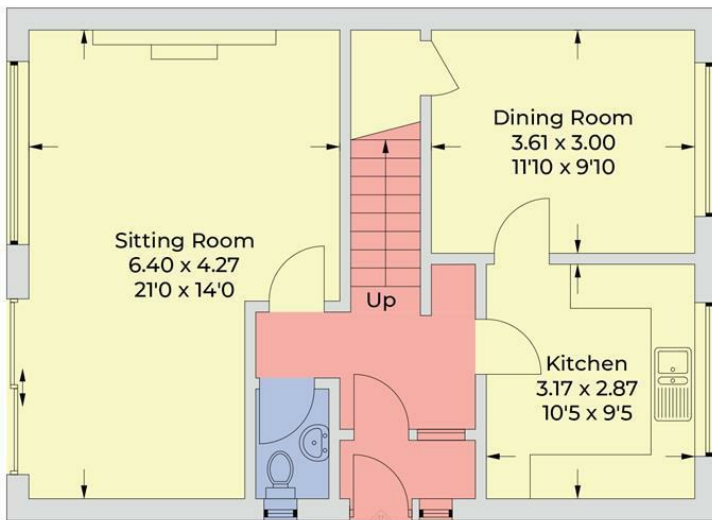 Sitting Room
6.40 x 4.27
21'0 x 14'0
Up
Dining Room
3.61 x 3.00
11'10 x 9'10
Kitchen
3.17 x 2.87
10'5 x 9'5